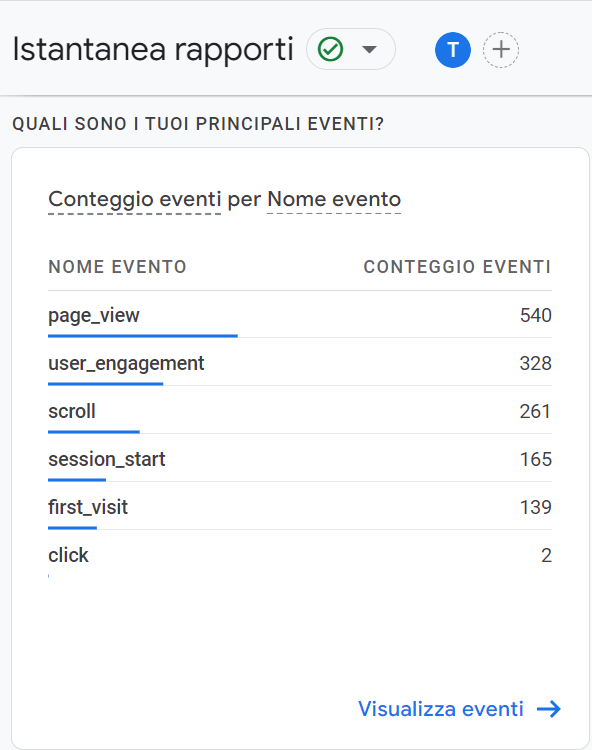 Istantanea rapporti
T
QUALI SONO I TUOI PRINCIPALI EVENTI?
Conteggio eventi per Nome evento
NOME EVENTO CONTEGGIO EVENTI
page_view 540
user_engagement 328
scroll 261
session_start 165
first_visit 139
click 2
Visualizza eventi